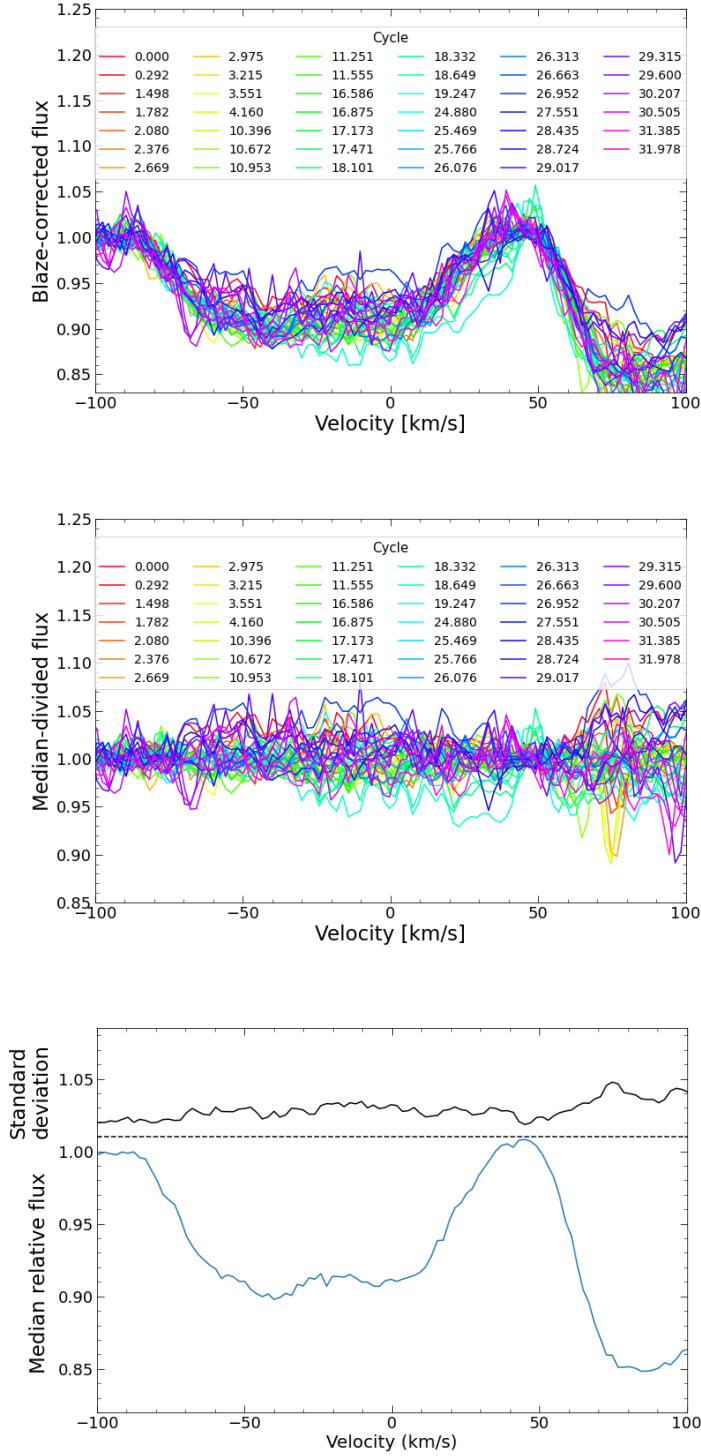 1.25
1.20
1.15
1.10
1.05
1.00
0.95
0.90
0.85
Blaze-corrected flux
Cycle
0.000 2.975 11.251 18.332 26.313 29.315
0.292 3.215 11.555 18.649 26.663 29.600
1.498 3.551 16.586 19.247 26.952 30.207
1.782 4.160 16.875 24.880 27.551 30.505
2.080 10.396 17.173 25.469 28.435 31.385
2.376 10.672 17.471 25.766 28.724 31.978
2.669 10.953 18.101 26.076 29.017
−100 −50 0 50 100
Velocity [km/s]
1.25
1.20
1.15
1.10
1.05
1.00
0.95
0.90
0.85
Median-divided flux
Cycle
0.000 2.975 11.251 18.332 26.313 29.315
0.292 3.215 11.555 18.649 26.663 29.600
1.498 3.551 16.586 19.247 26.952 30.207
1.782 4.160 16.875 24.880 27.551 30.505
2.080 10.396 17.173 25.469 28.435 31.385
2.376 10.672 17.471 25.766 28.724 31.978
2.669 10.953 18.101 26.076 29.017
−100 −50 0 50 100
Velocity [km/s]
Standard
deviation
Median relative flux
1.05
1.00
0.95
0.90
0.85
−100 −50 0 50 100
Velocity (km/s)